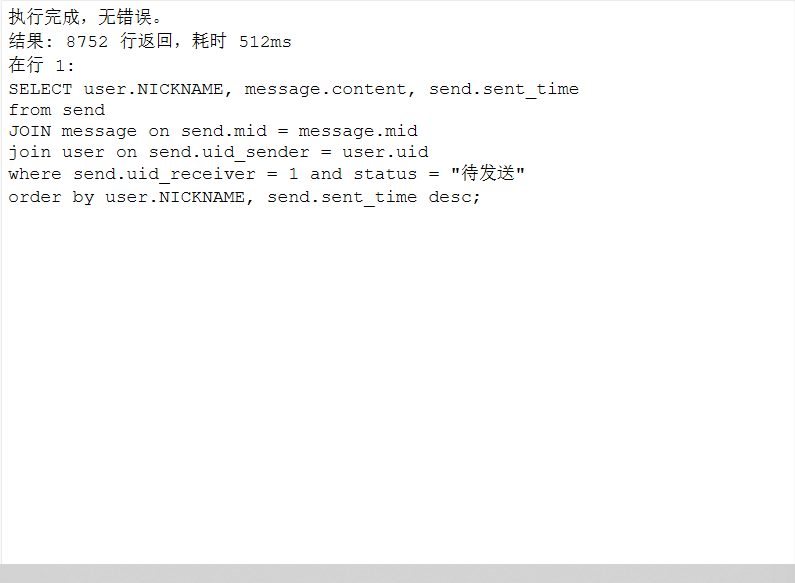 执行完成，无错误。
结果: 8752 行返回，耗时 512ms
在行 1:
SELECT user.NICKNAME, message.content, send.sent_time
from send
JOIN message on send.mid = message.mid
join user on send.uid_sender = user.uid
where send.uid_receiver = 1 and status = "待发送"
order by user.NICKNAME, send.sent_time desc;